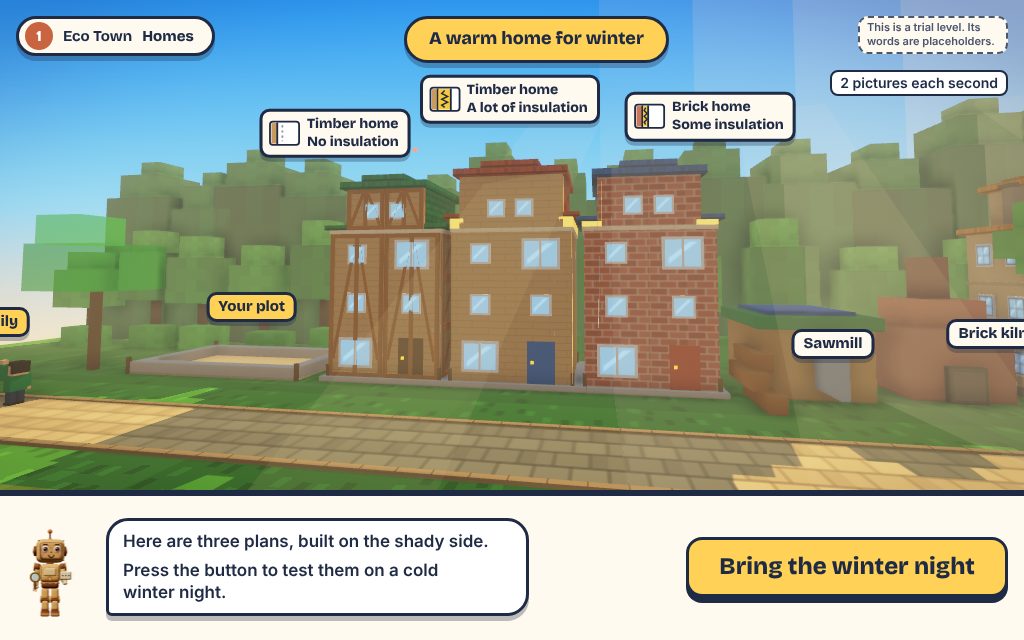 1 Eco Town Homes
A warm home for winter
This is a trial level. Its
words are placeholders.
2 pictures each second
Timber home
No insulation
Timber home
A lot of insulation
Brick home
Some insulation
ily
Your plot
Sawmill
Brick kiln
Here are three plans, built on the shady side.
Press the button to test them on a cold
winter night.
Bring the winter night